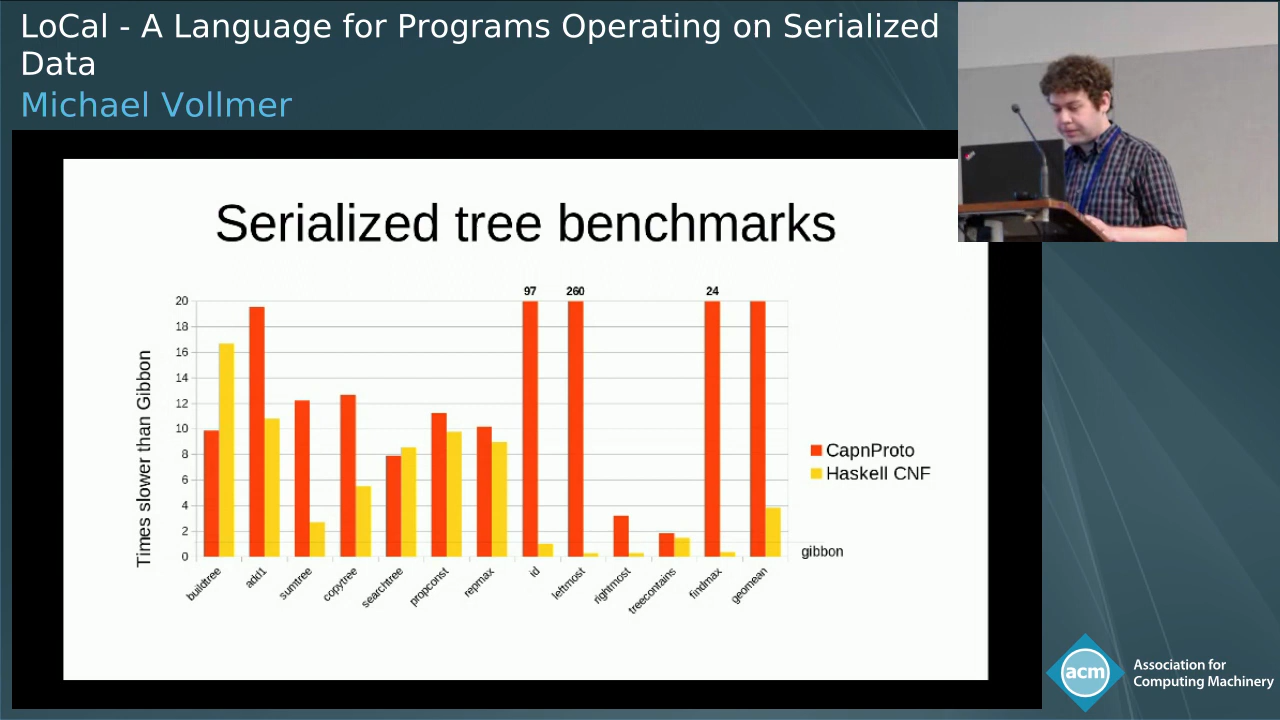 LoCal - A Language for Programs Operating on Serialized
Data
Michael Vollmer
Serialized tree benchmarks
97
260
24
20
18
16
14
12
10
8
6
4
2
0
Times slower than Gibbon
CapnProto
Haskell CNF
gibbon
buildtree
add1
sumtree
copytree
searchtree
propconst
repmax
id
leftmost
rightmost
treecontains
findmax
geomean
acm
Association for
Computing Machinery